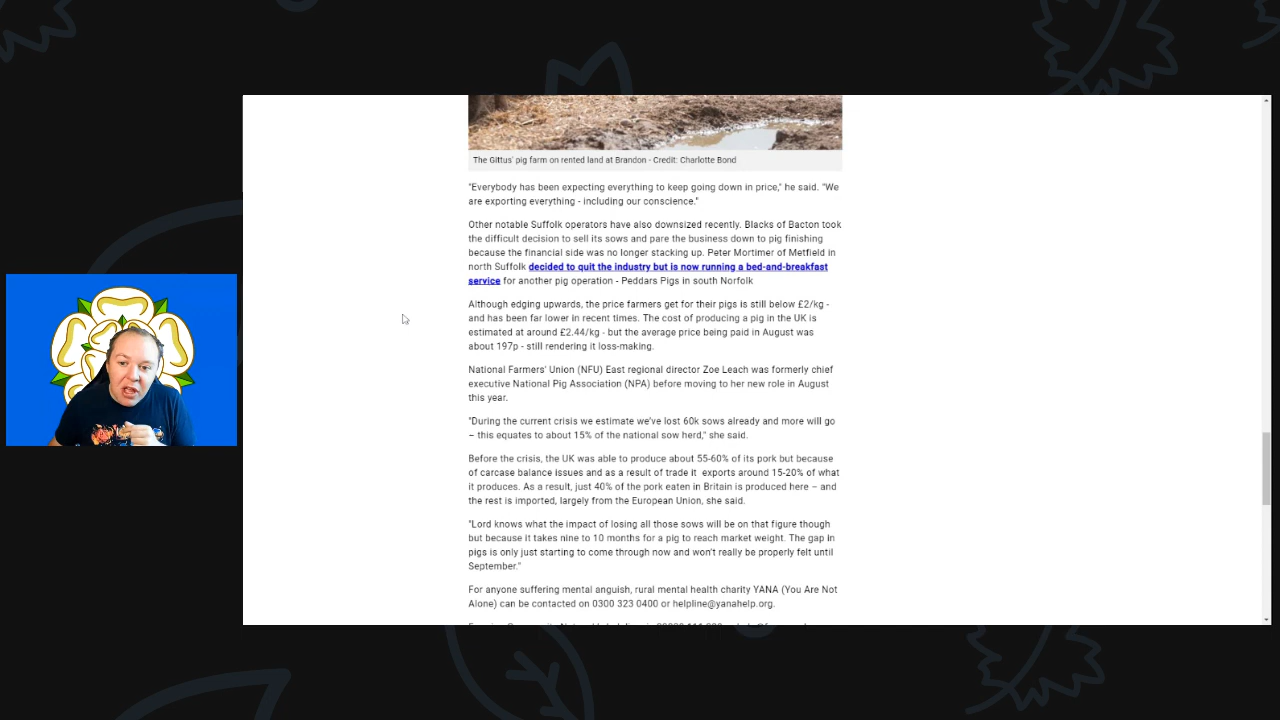 The Gittus' pig farm on rented land at Brandon - Credit: Charlotte Bond
"Everybody has been expecting everything to keep going down in price," he said. "We
are exporting everything - including our conscience."
Other notable Suffolk operators have also downsized recently. Blacks of Bacton took
the difficult decision to sell its sows and pare the business down to pig finishing
because the financial side was no longer stacking up. Peter Mortimer of Metfield in
north Suffolk decided to quit the industry but is now running a bed-and-breakfast
service for another pig operation - Peddars Pigs in south Norfolk
Although edging upwards, the price farmers get for their pigs is still below £2/kg -
and has been far lower in recent times. The cost of producing a pig in the UK is
estimated at around £2.44/kg - but the average price being paid in August was
about 197p - still rendering it loss-making.
National Farmers' Union (NFU) East regional director Zoe Leach was formerly chief
executive National Pig Association (NPA) before moving to her new role in August
this year.
"During the current crisis we estimate we've lost 60k sows already and more will go
– this equates to about 15% of the national sow herd," she said.
Before the crisis, the UK was able to produce about 55-60% of its pork but because
of carcase balance issues and as a result of trade it exports around 15-20% of what
it produces. As a result, just 40% of the pork eaten in Britain is produced here – and
the rest is imported, largely from the European Union, she said.
"Lord knows what the impact of losing all those sows will be on that figure though
but because it takes nine to 10 months for a pig to reach market weight. The gap in
pigs is only just starting to come through now and won't really be properly felt until
September."
For anyone suffering mental anguish, rural mental health charity YANA (You Are Not
Alone) can be contacted on 0300 323 0400 or helpline@yanahelp.org.